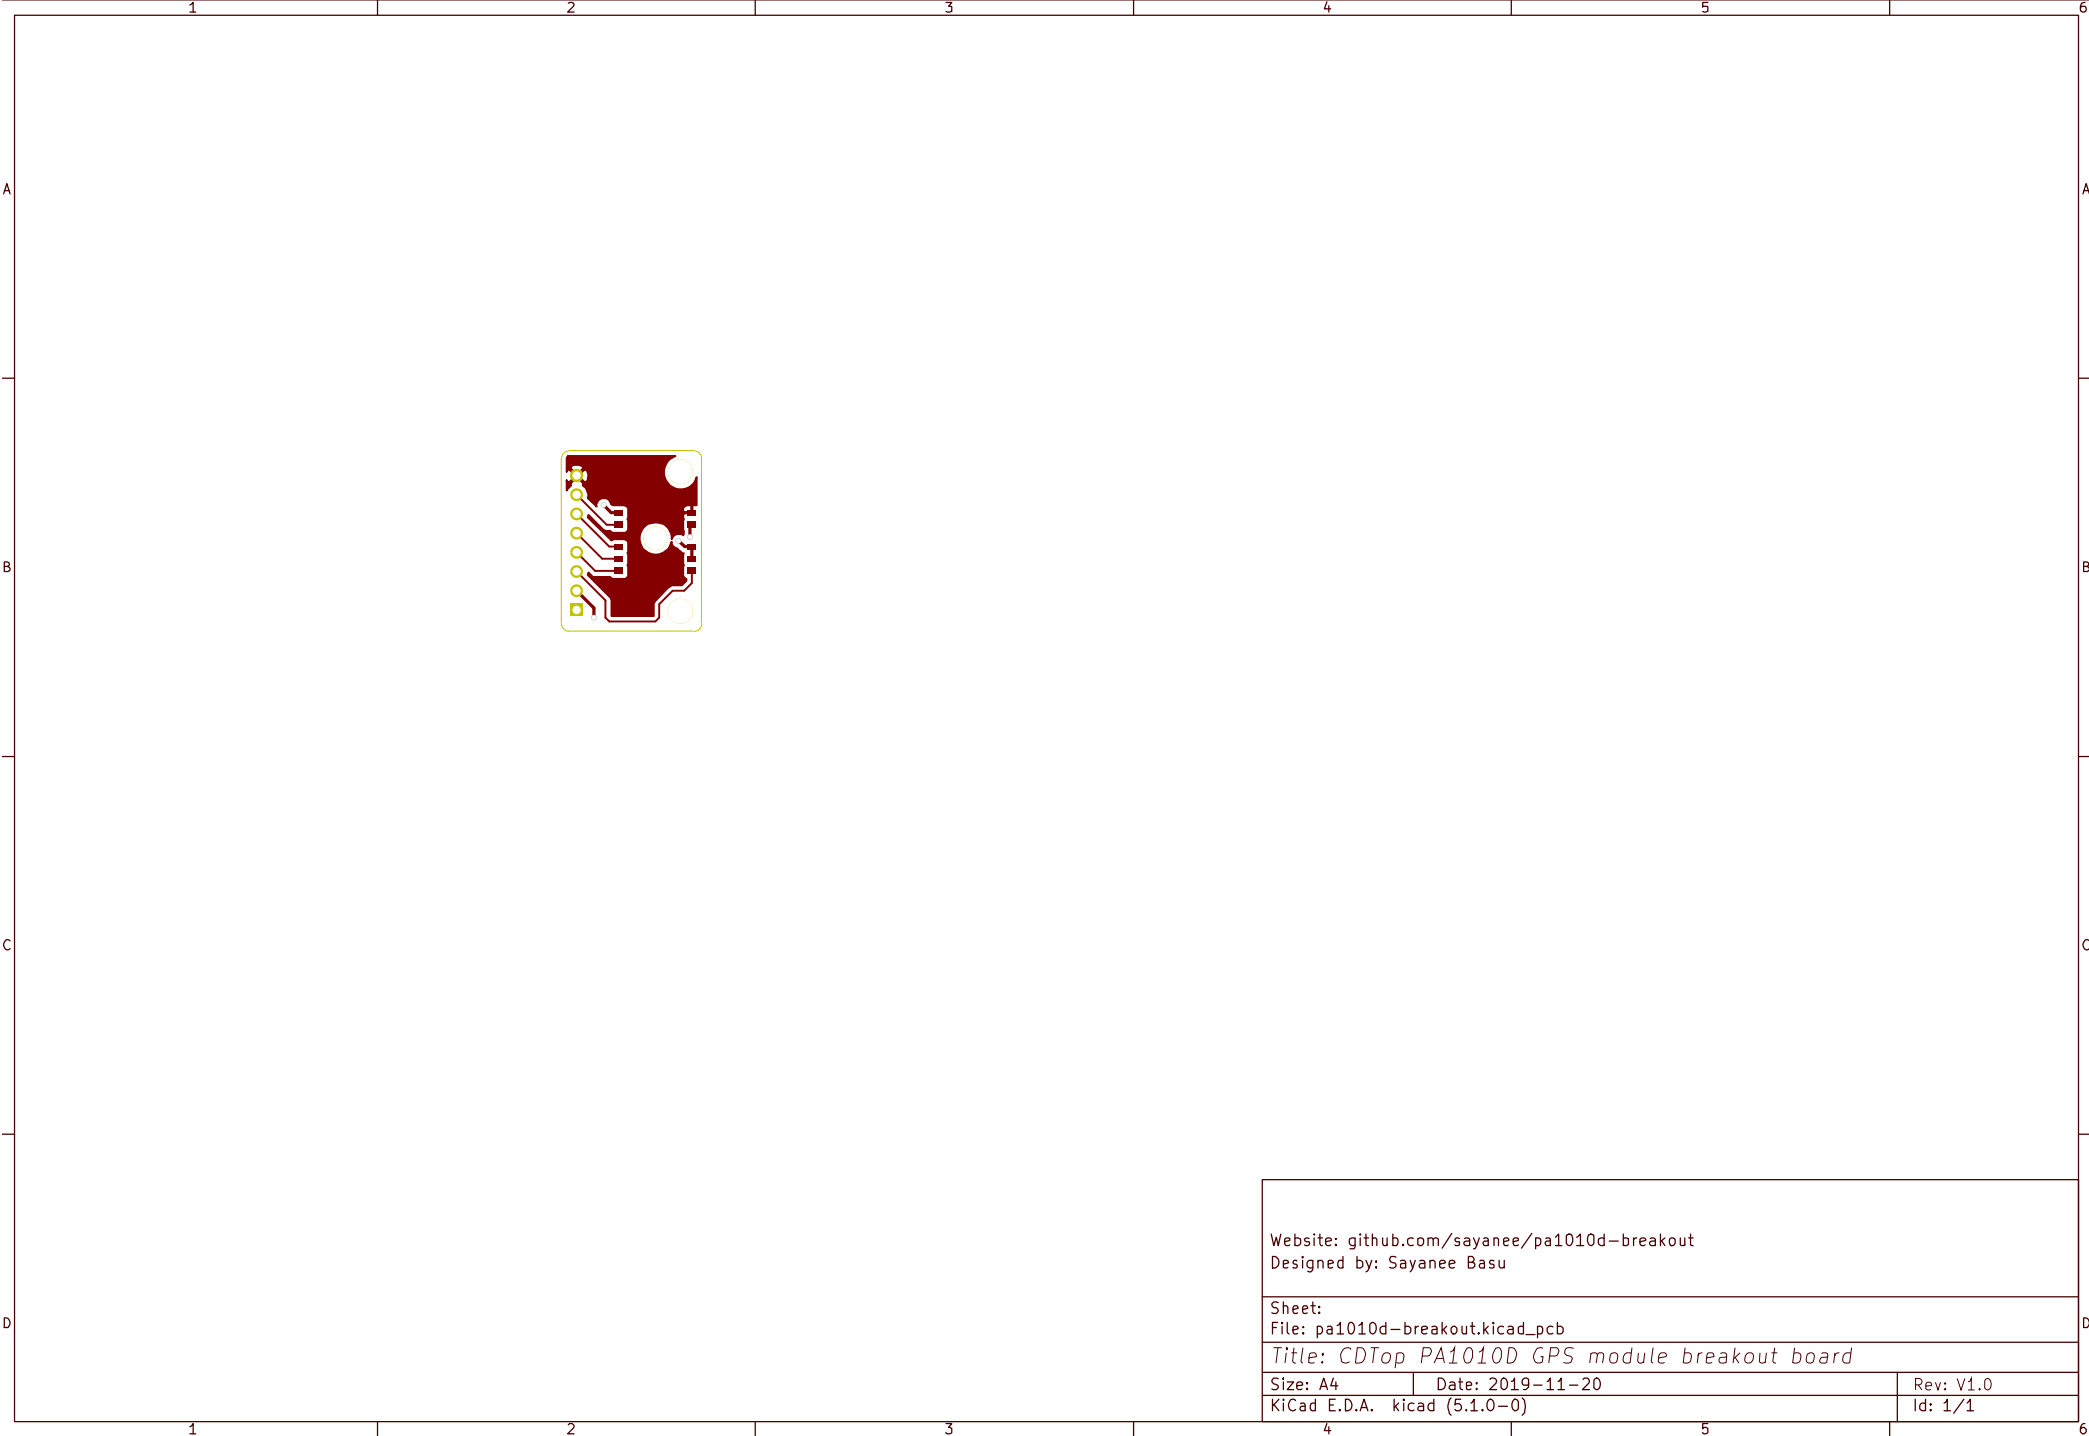 1 2 3 4 5 6
A A
B B
C C
Website: github.com/sayanee/pa1010d-breakout
Designed by: Sayanee Basu
Sheet:
D D
File: pa1010d-breakout.kicad_pcb
Title: CDTop PA1010D GPS module breakout board
Size: A4 Date: 2019-11-20 Rev: V1.0
KiCad E.D.A. kicad (5.1.0-0) Id: 1/1
1 2 3 4 5 6